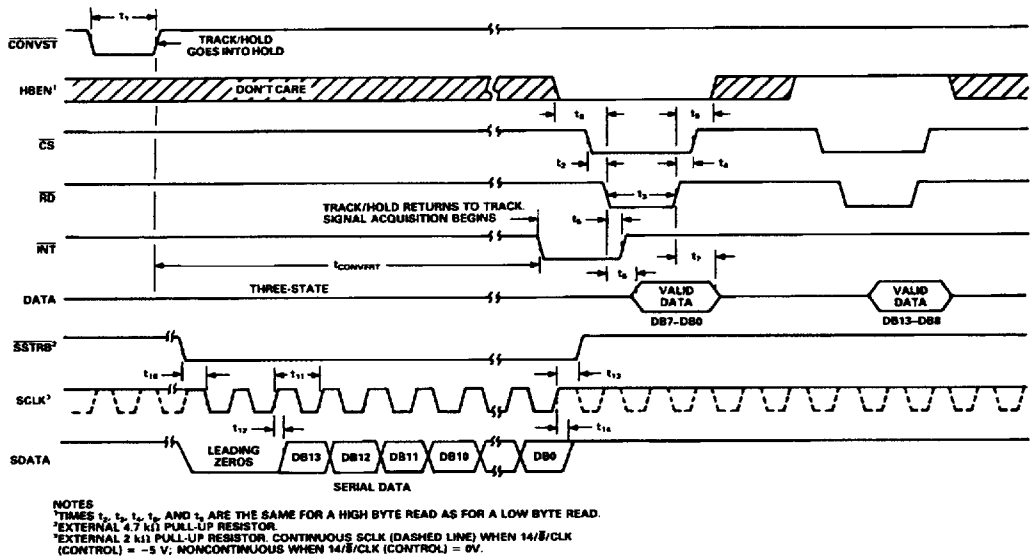 t1
CONVST
TRACK/HOLD
GOES INTO HOLD
HBEN1
DON'T CARE
t8
t9
CS
t2
t4
RD
t3
TRACK/HOLD RETURNS TO TRACK.
SIGNAL ACQUISITION BEGINS
t5
INT
tCONVERT
t6
t7
DATA
THREE-STATE
VALID
DATA
VALID
DATA
DB7–DB0
DB13–DB8
SSTRB2
t10
t11
t13
SCLK3
t12
t14
SDATA
LEADING
ZEROS
DB13
DB12
DB11
DB10
DB0
SERIAL DATA
NOTES
1TIMES t2, t3, t4, t8, AND t9 ARE THE SAME FOR A HIGH BYTE READ AS FOR A LOW BYTE READ.
2EXTERNAL 4.7 kΩ PULL-UP RESISTOR.
3EXTERNAL 2 kΩ PULL-UP RESISTOR. CONTINUOUS SCLK (DASHED LINE) WHEN 14/8/CLK
(CONTROL) = –5 V; NONCONTINUOUS WHEN 14/8/CLK (CONTROL) = 0V.